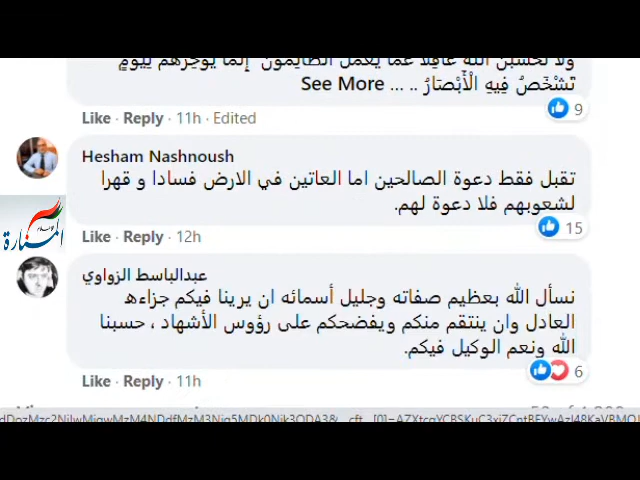 ولا تحسبن الله غافلا عما يعمل الظالمون إنما يؤخرهم ليوم
تَشْخَصُ فِيهِ الْأَبْصَارُ .. ... See More
Like · Reply · 11h · Edited
9
Hesham Nashnoush
تقبل فقط دعوة الصالحين اما العاتين في الارض فسادا و قهرا
لشعوبهم فلا دعوة لهم.
15
Like · Reply · 12h
المنارة
عبدالباسط الزواوي
نسأل الله بعظيم صفاته وجليل أسمائه ان يرينا فيكم جزاءه
العادل وان ينتقم منكم ويفضحكم على رؤوس الأشهاد ، حسبنا
الله ونعم الوكيل فيكم.
6
Like · Reply · 11h